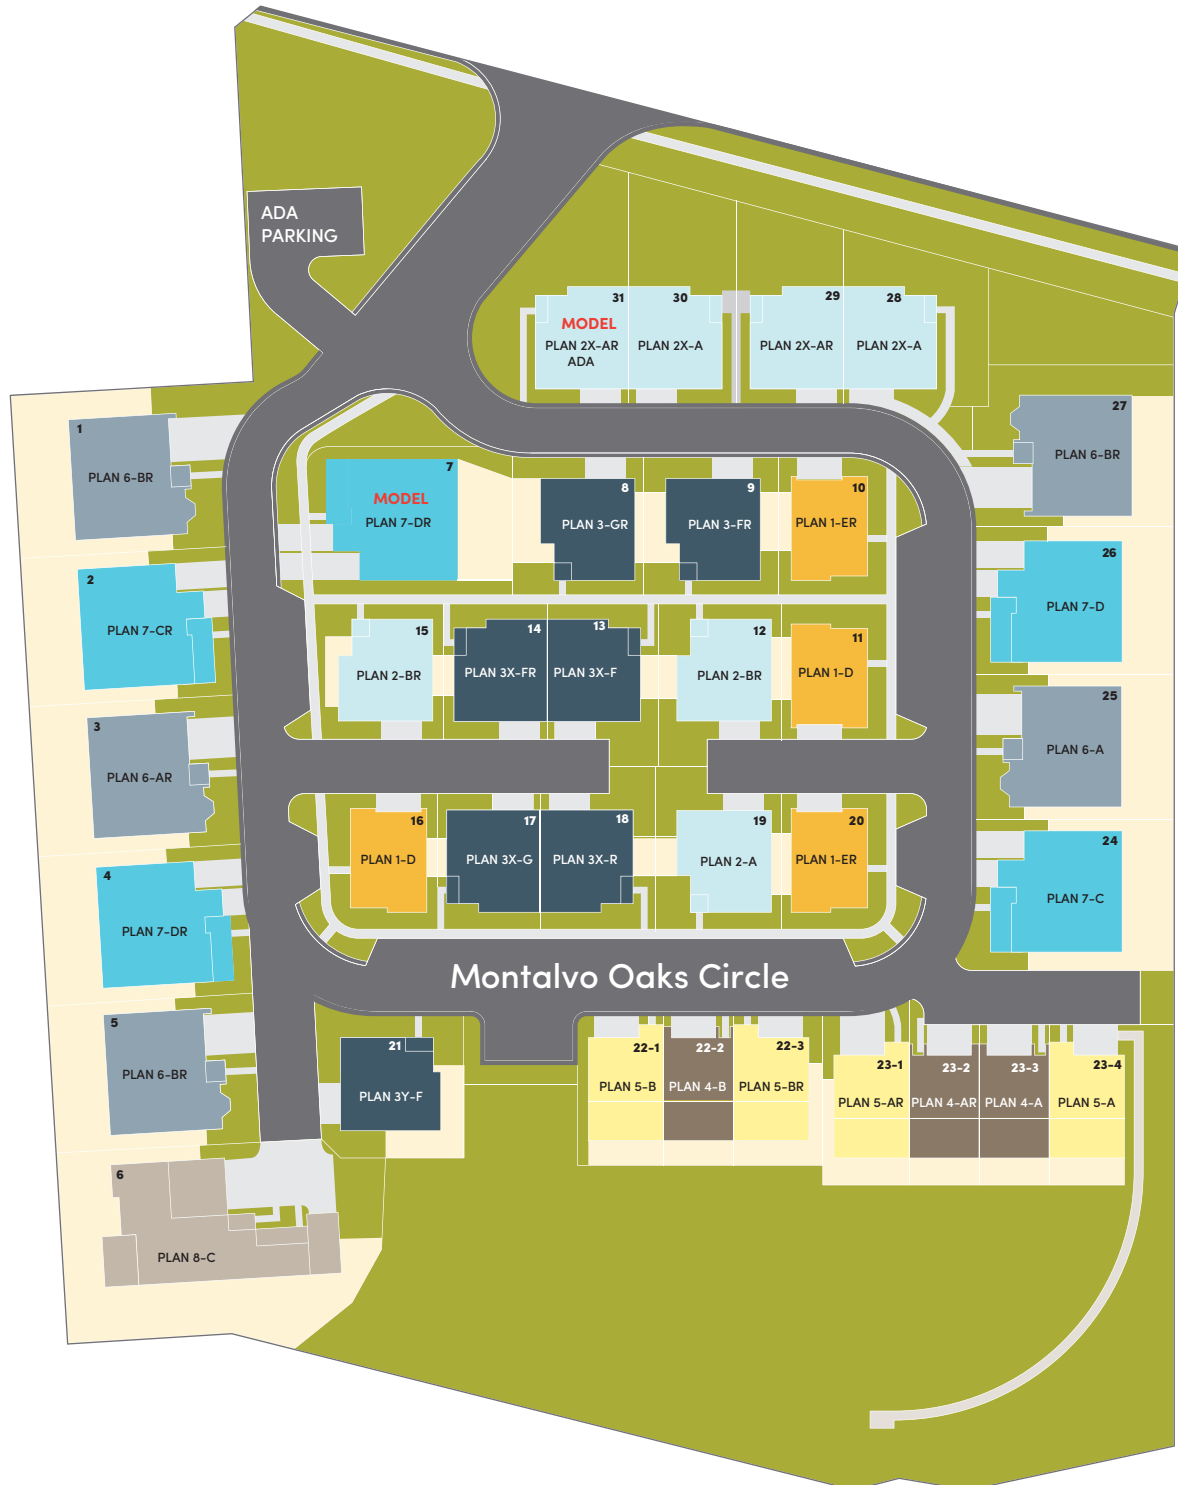 ADA
PARKING
31
MODEL
PLAN 2X-AR
ADA
30
PLAN 2X-A
29
PLAN 2X-AR
28
PLAN 2X-A
1
PLAN 6-BR
27
PLAN 6-BR
7
MODEL
PLAN 7-DR
8
PLAN 3-GR
9
PLAN 3-FR
10
PLAN 1-ER
2
PLAN 7-CR
26
PLAN 7-D
15
PLAN 2-BR
14
PLAN 3X-FR
13
PLAN 3X-F
12
PLAN 2-BR
11
PLAN 1-D
3
PLAN 6-AR
25
PLAN 6-A
16
PLAN 1-D
17
PLAN 3X-G
18
PLAN 3X-R
19
PLAN 2-A
20
PLAN 1-ER
4
PLAN 7-DR
24
PLAN 7-C
Montalvo Oaks Circle
5
PLAN 6-BR
21
PLAN 3Y-F
22-1
PLAN 5-B
22-2
PLAN 4-B
22-3
PLAN 5-BR
23-1
PLAN 5-AR
23-2
PLAN 4-AR
23-3
PLAN 4-A
23-4
PLAN 5-A
6
PLAN 8-C